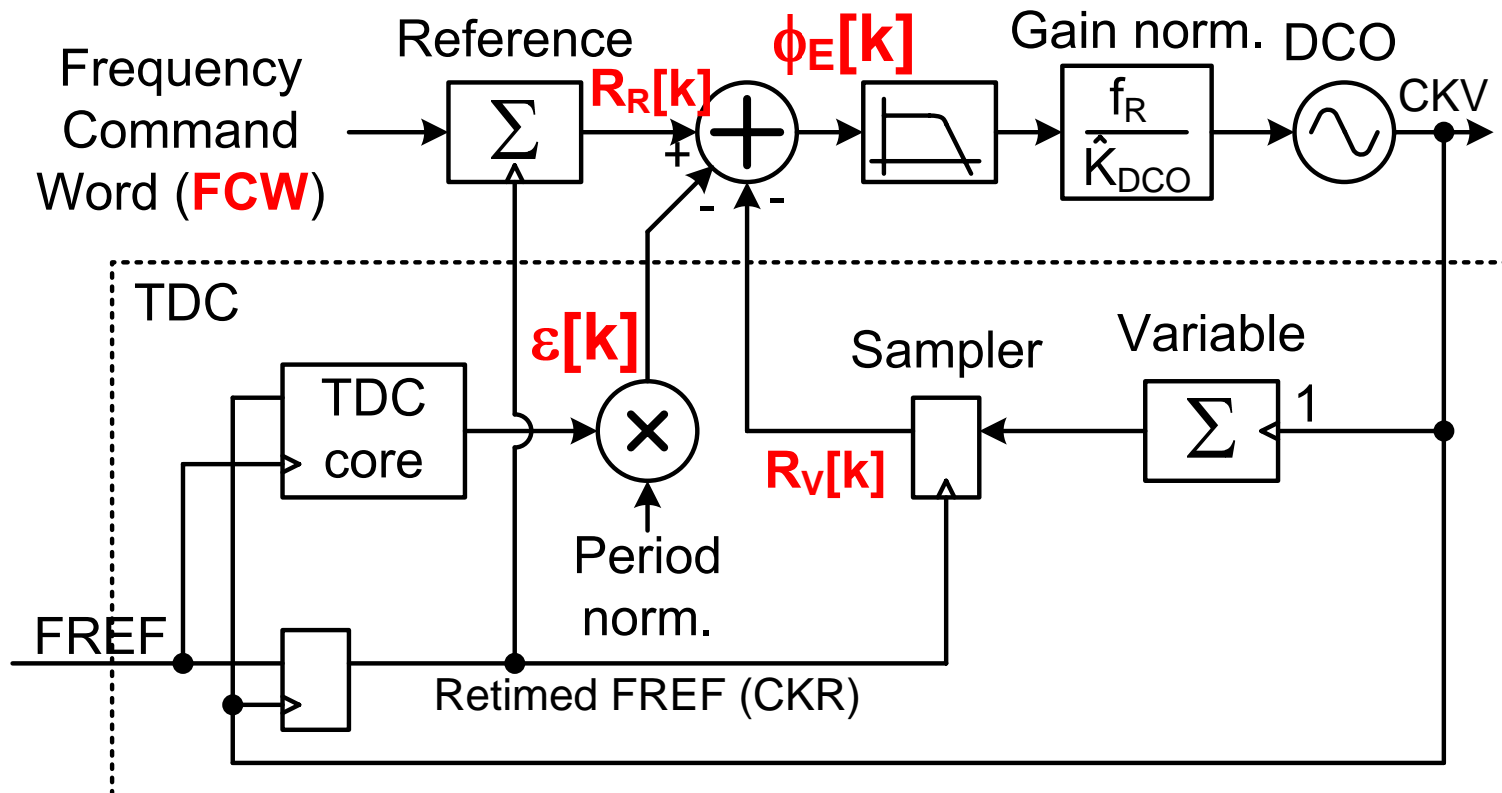 Frequency
Command
Word (FCW)
Reference
Σ
R_R[k]
+
-
-
ϕ_E[k]
Gain norm.
f_R
K̂_DCO
DCO
CKV
TDC
TDC
core
ε[k]
Period
norm.
Sampler
R_V[k]
Variable
Σ
1
FREF
Retimed FREF (CKR)